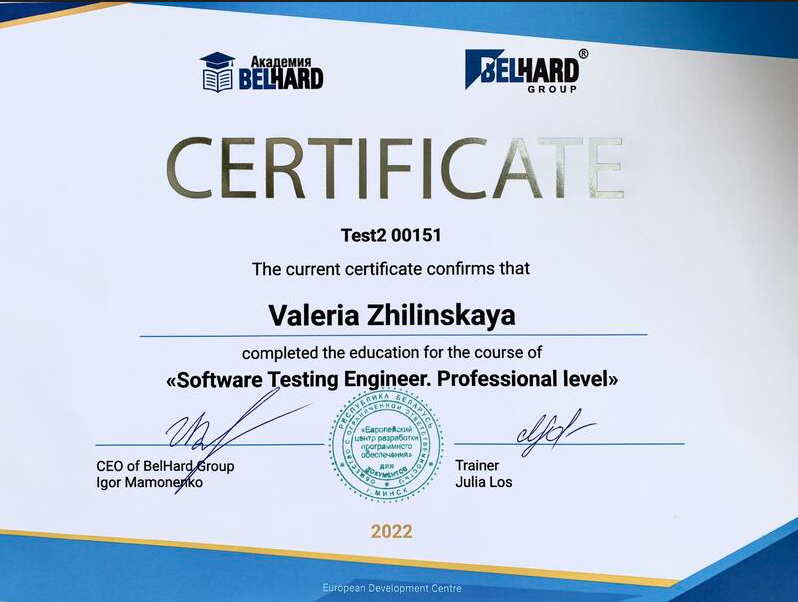 Академия
BELHARD
BELHARD®
GROUP
CERTIFICATE
Test2 00151
The current certificate confirms that
Valeria Zhilinskaya
completed the education for the course of
«Software Testing Engineer. Professional level»
РЕСПУБЛИКА БЕЛАРУСЬ
ОБЩЕСТВО С ОГРАНИЧЕННОЙ ОТВЕТСТВЕННОСТЬЮ
«Европейский
центр разработки
программного
обеспечения»
ДЛЯ
ДОКУМЕНТОВ
Г. МИНСК
CEO of BelHard Group
Igor Mamonenko
Trainer
Julia Los
2022
European Development Centre